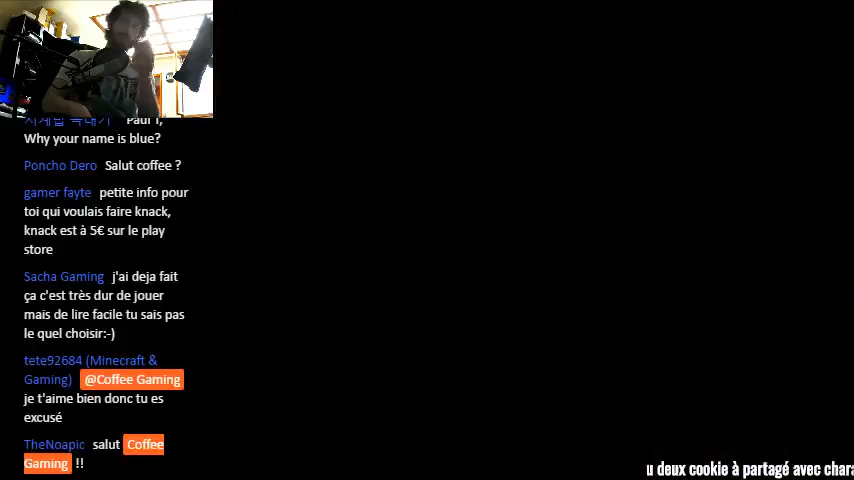 Paul T,
Why your name is blue?
Poncho Dero Salut coffee ?
gamer fayte petite info pour
toi qui voulais faire knack,
knack est à 5€ sur le play
store
Sacha Gaming j'ai deja fait
ça c'est très dur de jouer
mais de lire facile tu sais pas
le quel choisir:-)
tete92684 (Minecraft &
Gaming) @Coffee Gaming
je t'aime bien donc tu es
excusé
TheNoapic salut Coffee
Gaming !!
u deux cookie à partagé avec chara